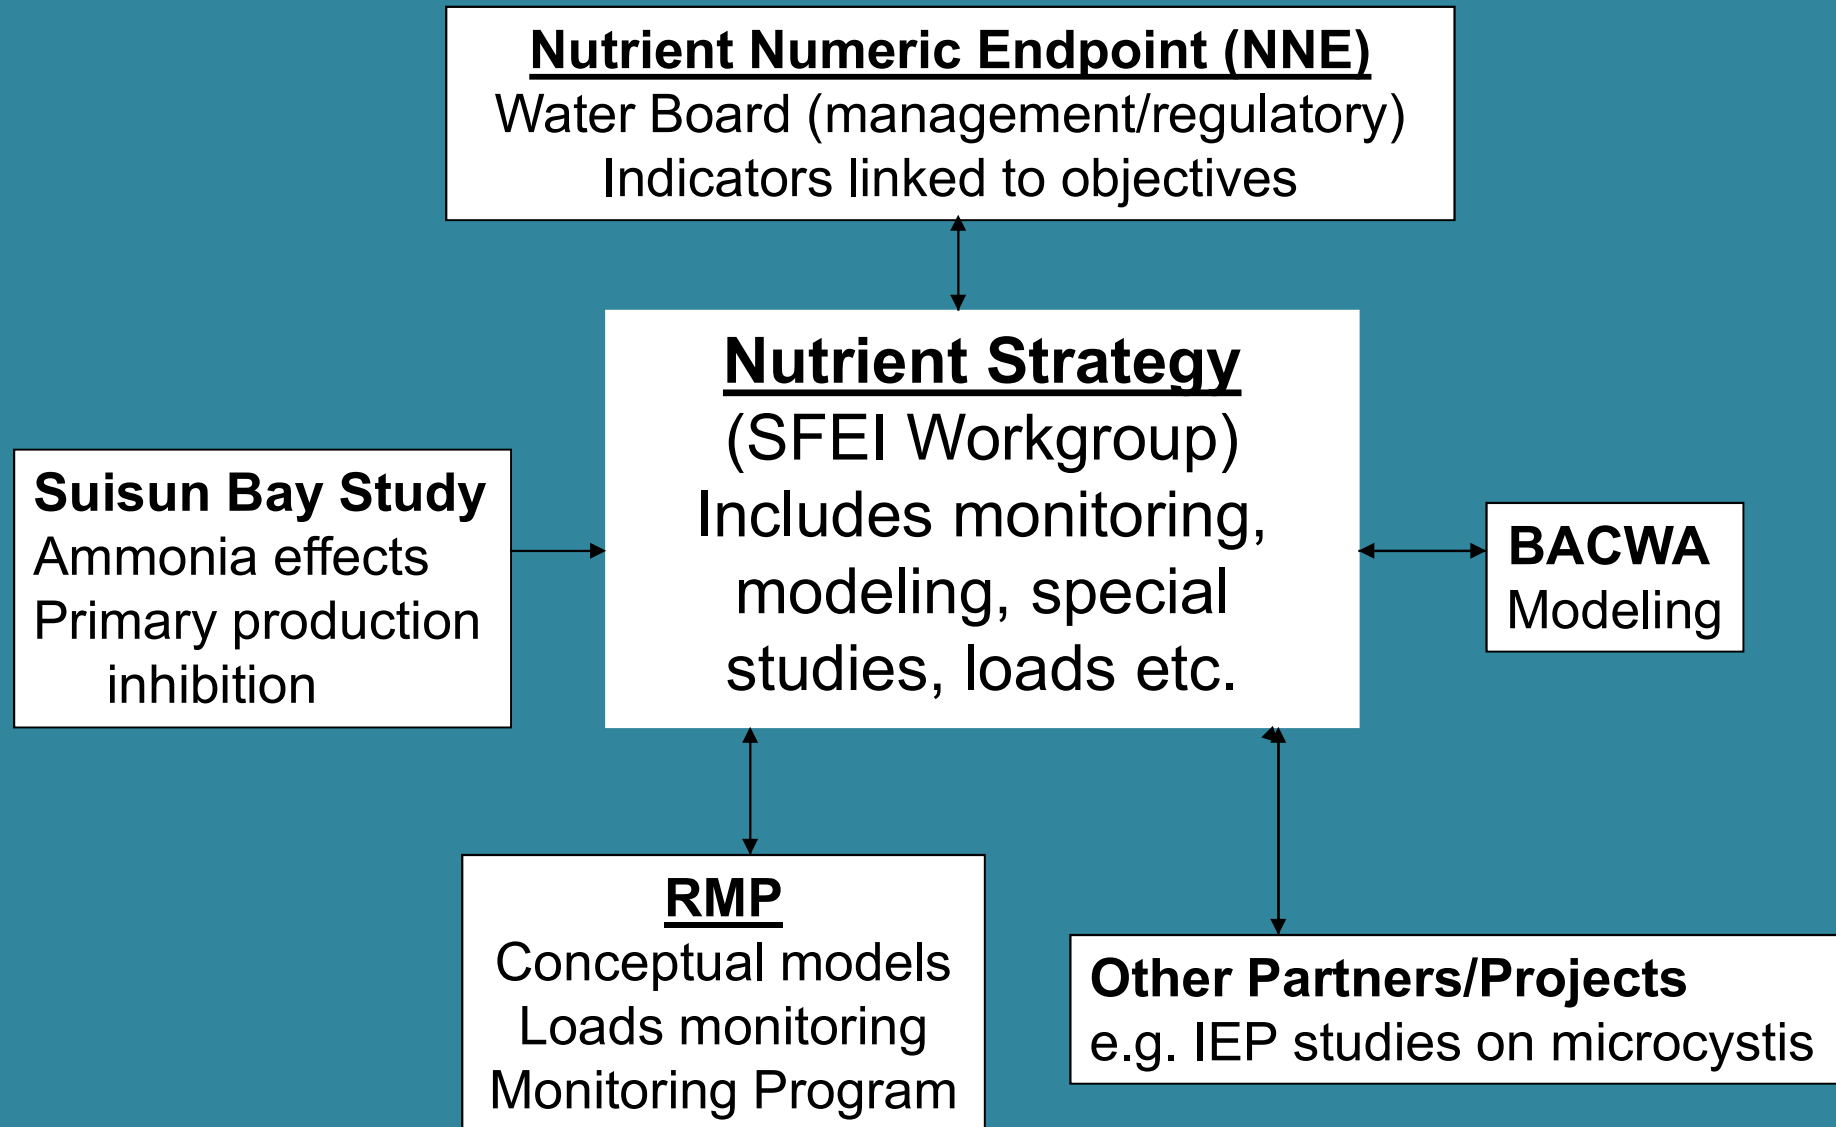 Nutrient Numeric Endpoint (NNE)
Water Board (management/regulatory)
Indicators linked to objectives
Nutrient Strategy
(SFEI Workgroup)
Includes monitoring,
modeling, special
studies, loads etc.
Suisun Bay Study
Ammonia effects
Primary production
inhibition
BACWA
Modeling
RMP
Conceptual models
Loads monitoring
Monitoring Program
Other Partners/Projects
e.g. IEP studies on microcystis